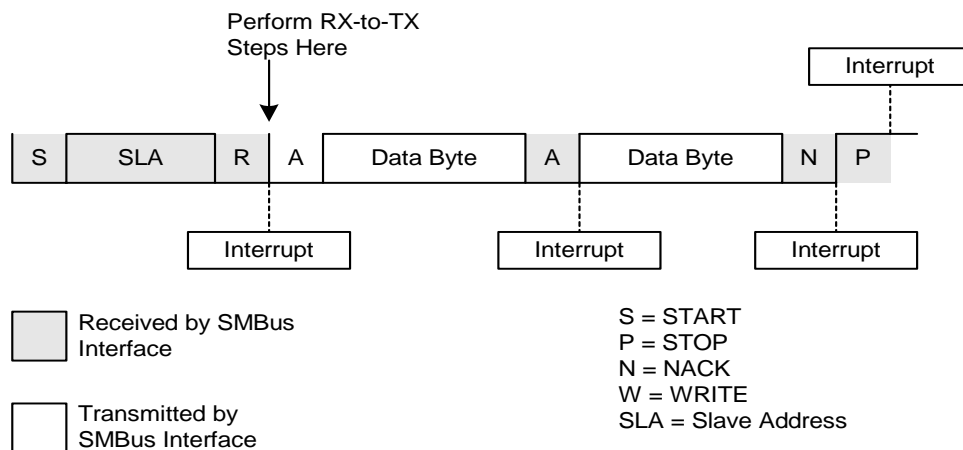 Perform RX-to-TX
Steps Here
Interrupt
S SLA R A Data Byte A Data Byte N P
Interrupt Interrupt Interrupt
Received by SMBus
Interface
Transmitted by
SMBus Interface
S = START
P = STOP
N = NACK
W = WRITE
SLA = Slave Address